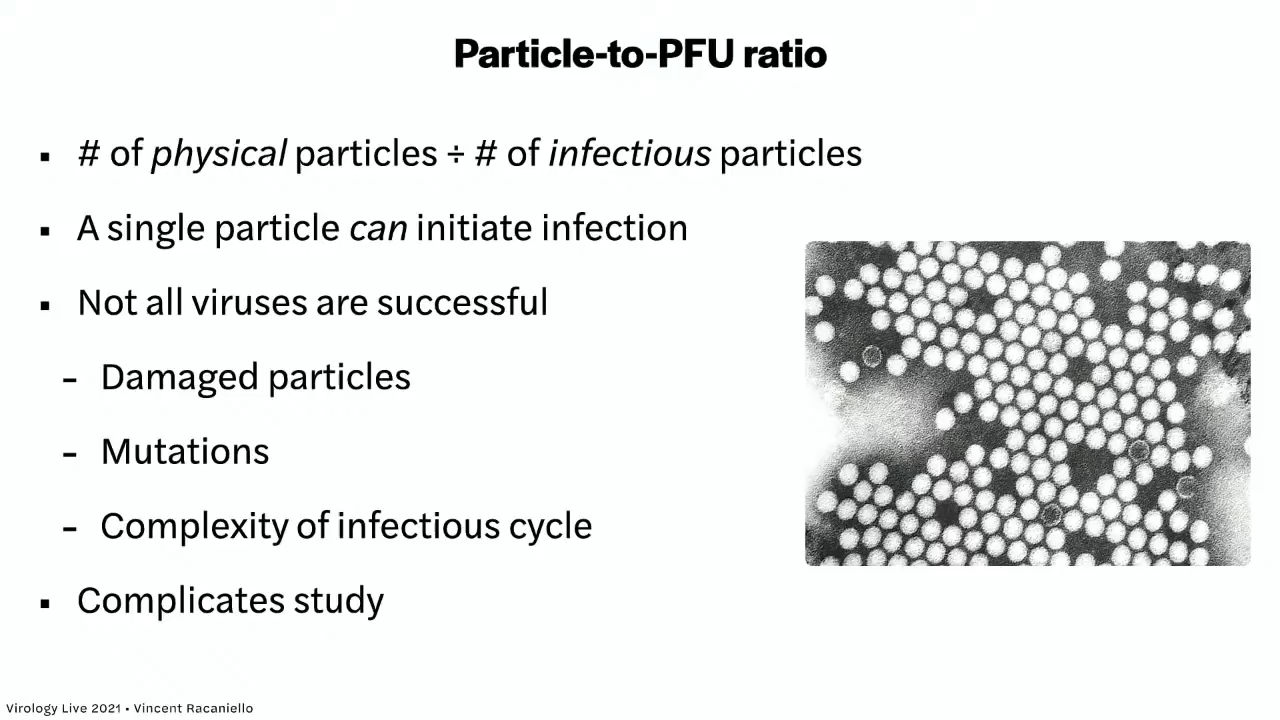 Particle-to-PFU ratio
▪ # of physical particles ÷ # of infectious particles
▪ A single particle can initiate infection
▪ Not all viruses are successful
- Damaged particles
- Mutations
- Complexity of infectious cycle
▪ Complicates study
Virology Live 2021 • Vincent Racaniello